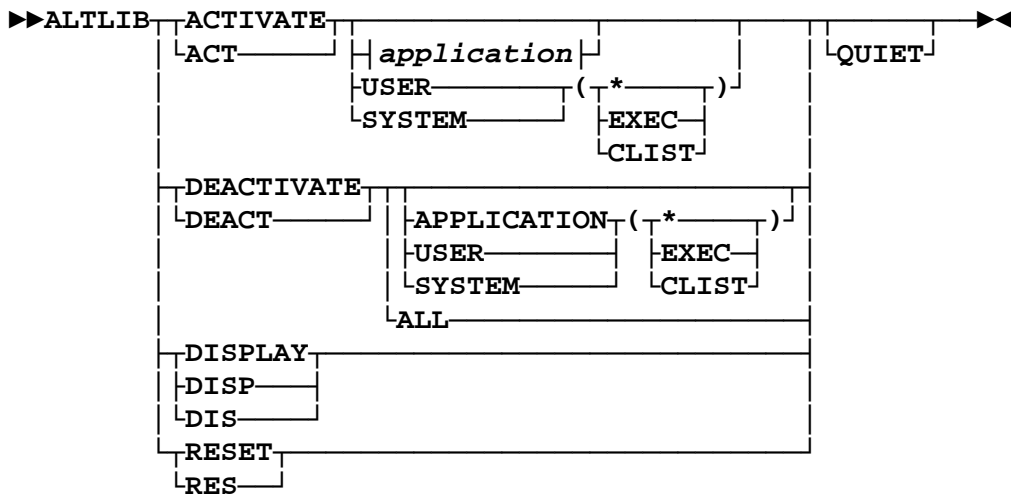 ▶▶ALTLIB ACTIVATE ▶◀
ACT application QUIET
USER ( * )
SYSTEM EXEC
CLIST
DEACTIVATE
DEACT APPLICATION ( * )
USER EXEC
SYSTEM CLIST
ALL
DISPLAY
DISP
DIS
RESET
RES